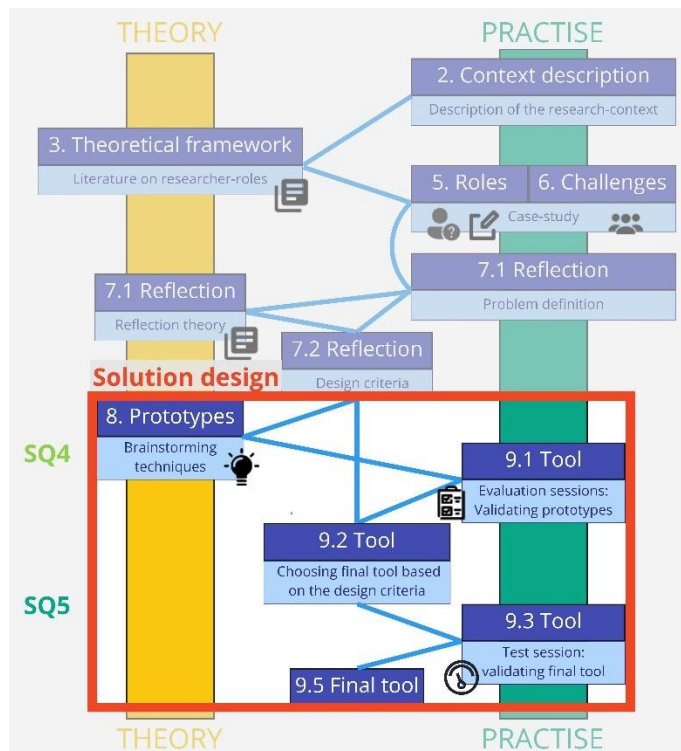 THEORY
PRACTISE
2. Context description
Description of the research-context
3. Theoretical framework
Literature on researcher-roles
5. Roles
6. Challenges
Case-study
7.1 Reflection
Problem definition
7.1 Reflection
Reflection theory
7.2 Reflection
Design criteria
Solution design
8. Prototypes
Brainstorming
techniques
SQ4
9.1 Tool
Evaluation sessions:
Validating prototypes
9.2 Tool
Choosing final tool based
on the design criteria
SQ5
9.3 Tool
Test session:
validating final tool
9.5 Final tool
THEORY
PRACTISE